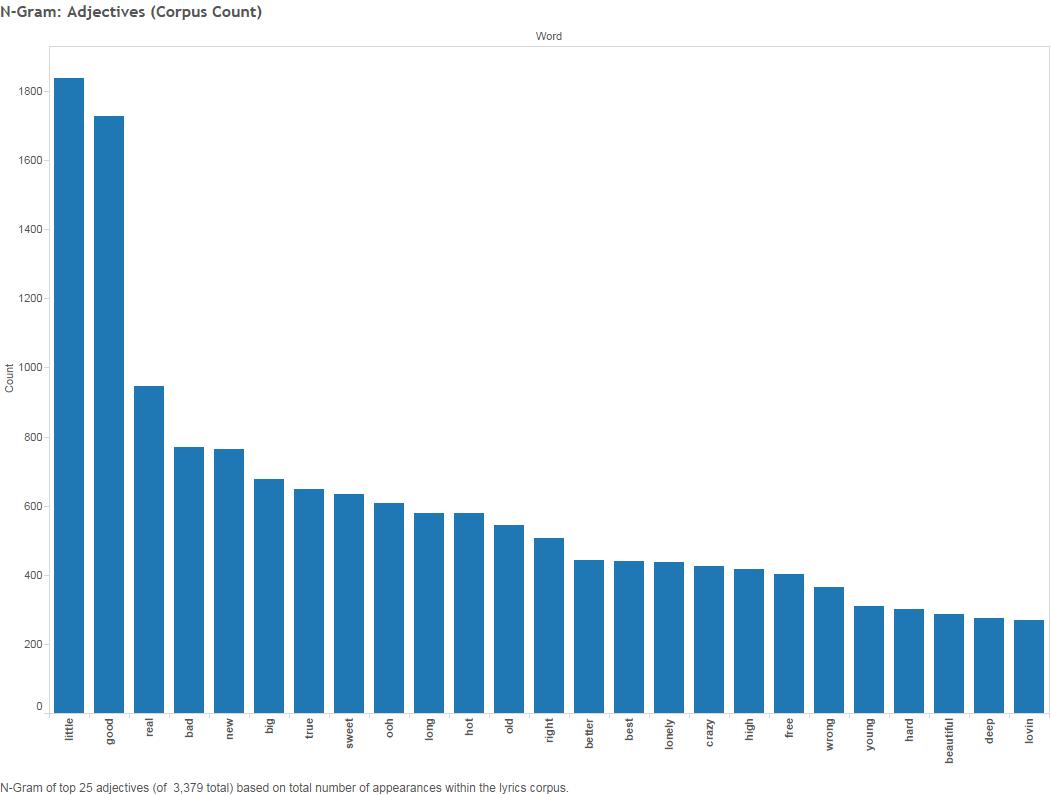 N-Gram: Adjectives (Corpus Count)
Word
Count
1800
1600
1400
1200
1000
800
600
400
200
0
little
good
real
bad
new
big
true
sweet
ooh
long
hot
old
right
better
best
lonely
crazy
high
free
wrong
young
hard
beautiful
deep
lovin
N-Gram of top 25 adjectives (of  3,379 total) based on total number of appearances within the lyrics corpus.